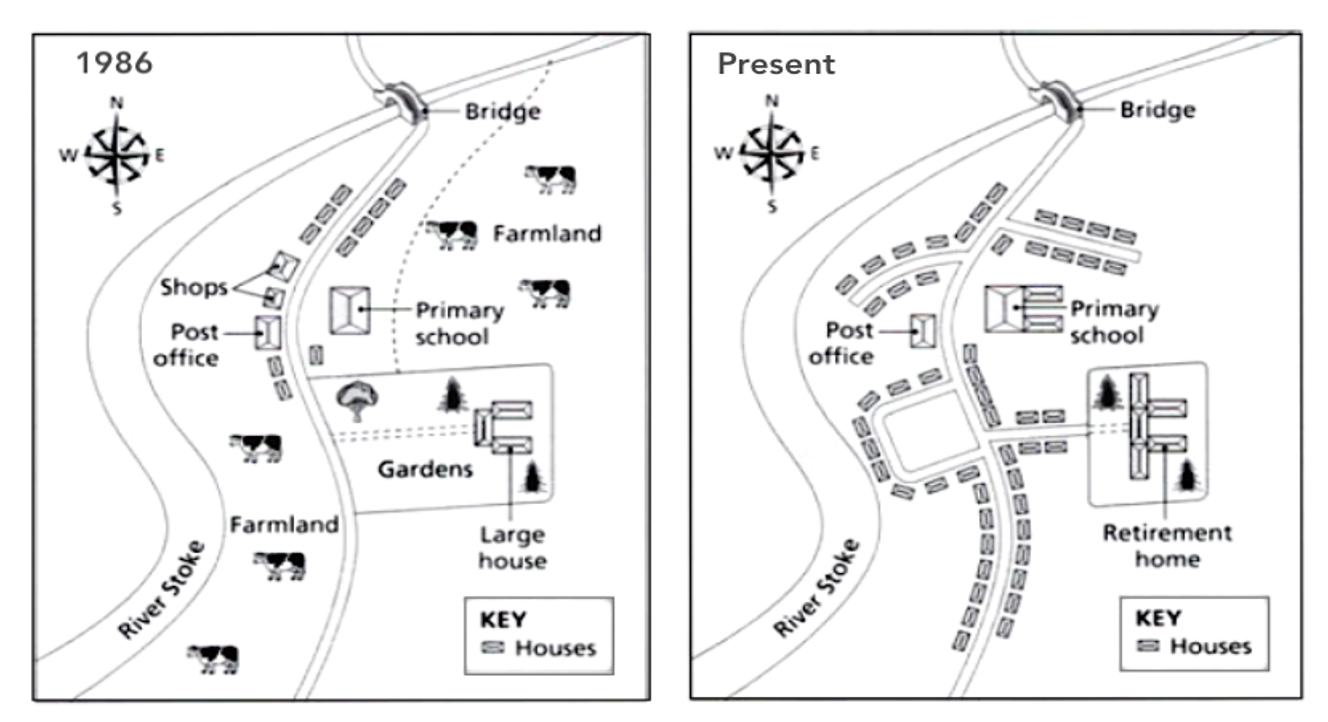 1986
N
W E
S
Bridge
Farmland
Shops
Post
office
Primary
school
Gardens
Farmland
Large
house
River Stoke
KEY
Houses
Present
N
W E
S
Bridge
Post
office
Primary
school
Retirement
home
River Stoke
KEY
Houses